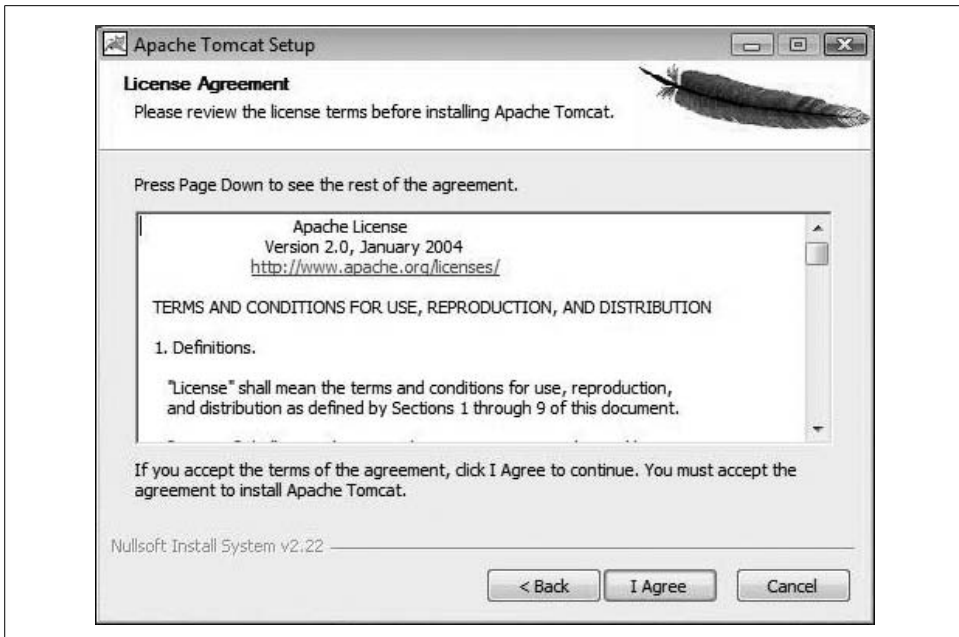 Apache Tomcat Setup
License Agreement
Please review the license terms before installing Apache Tomcat.
Press Page Down to see the rest of the agreement.
Apache License
Version 2.0, January 2004
http://www.apache.org/licenses/
TERMS AND CONDITIONS FOR USE, REPRODUCTION, AND DISTRIBUTION
1. Definitions.
"License" shall mean the terms and conditions for use, reproduction,
and distribution as defined by Sections 1 through 9 of this document.
If you accept the terms of the agreement, click I Agree to continue. You must accept the
agreement to install Apache Tomcat.
Nullsoft Install System v2.22
< Back
I Agree
Cancel